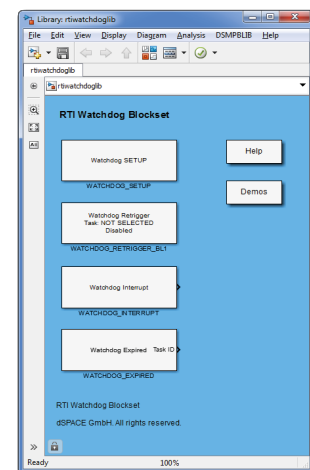 Library: rtiwatchdoglib
File Edit View Display Diagram Analysis DSMPBLIB Help
rtiwatchdoglib
rtiwatchdoglib
RTI Watchdog Blockset
Watchdog SETUP
WATCHDOG_SETUP
Help
Demos
Watchdog Retrigger
Task: NOT SELECTED
Disabled
WATCHDOG_RETRIGGER_BL1
Watchdog Interrupt
WATCHDOG_INTERRUPT
Watchdog Expired Task ID
WATCHDOG_EXPIRED
RTI Watchdog Blockset
dSPACE GmbH. All rights reserved.
Ready 100%